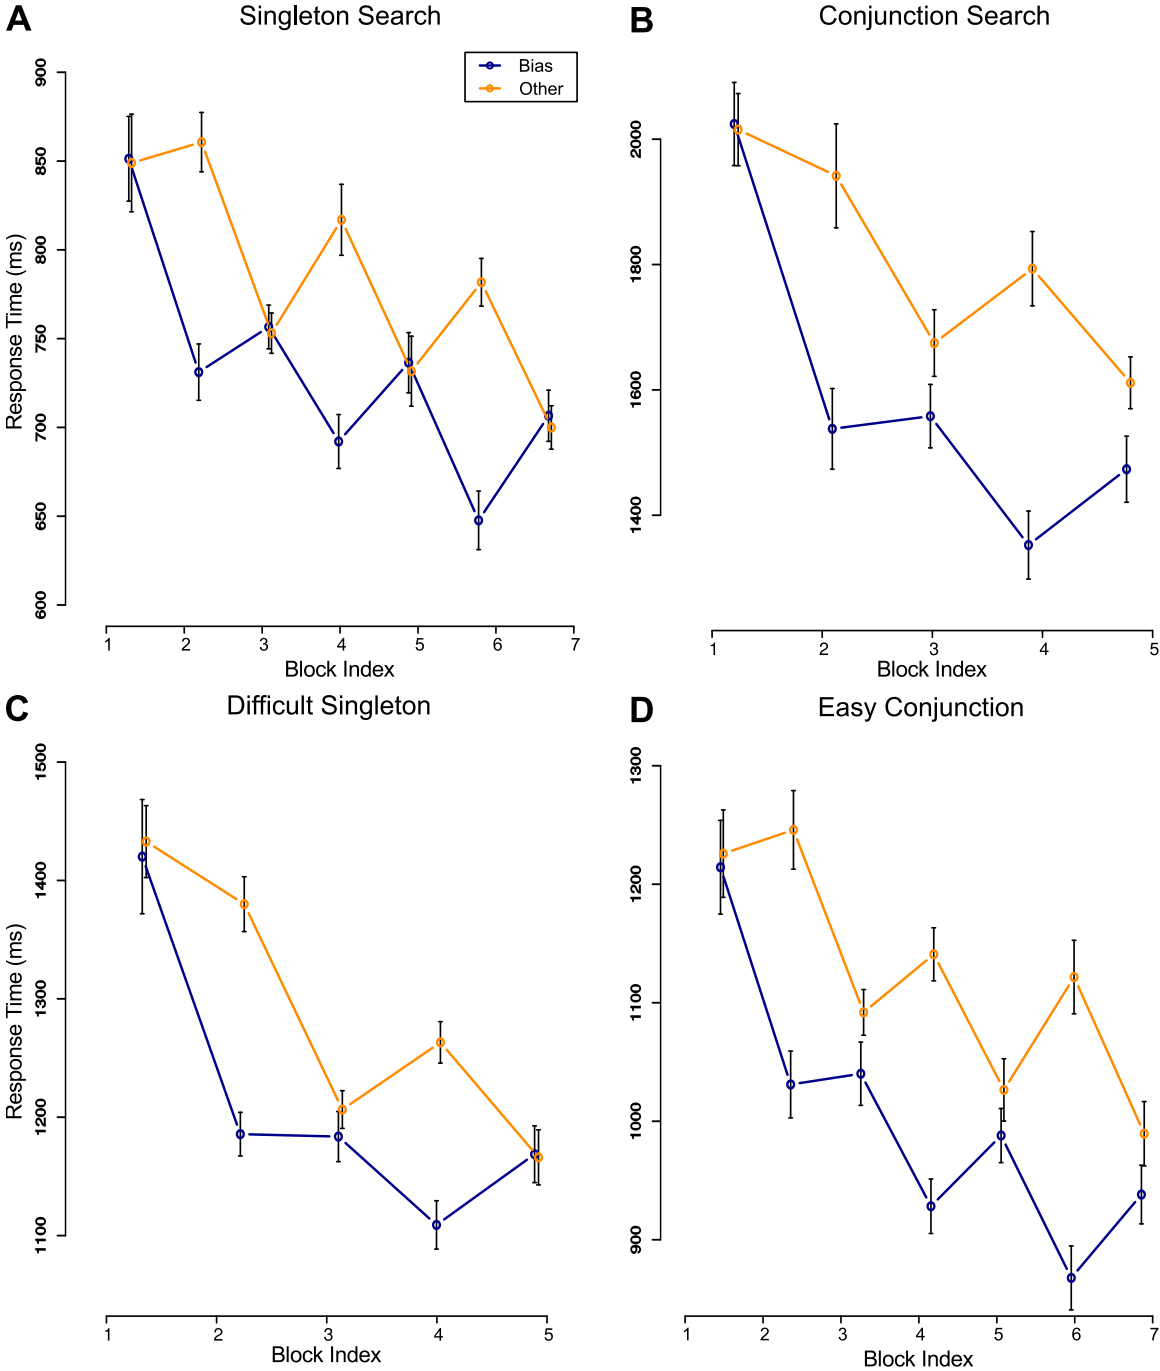 A
Singleton Search
Bias
Other
900
850
800
750
700
650
600
Response Time (ms)
1 2 3 4 5 6 7
Block Index
B
Conjunction Search
2000
1800
1600
1400
1 2 3 4 5
Block Index
C
Difficult Singleton
1500
1400
1300
1200
1100
Response Time (ms)
1 2 3 4 5
Block Index
D
Easy Conjunction
1300
1200
1100
1000
900
1 2 3 4 5 6 7
Block Index